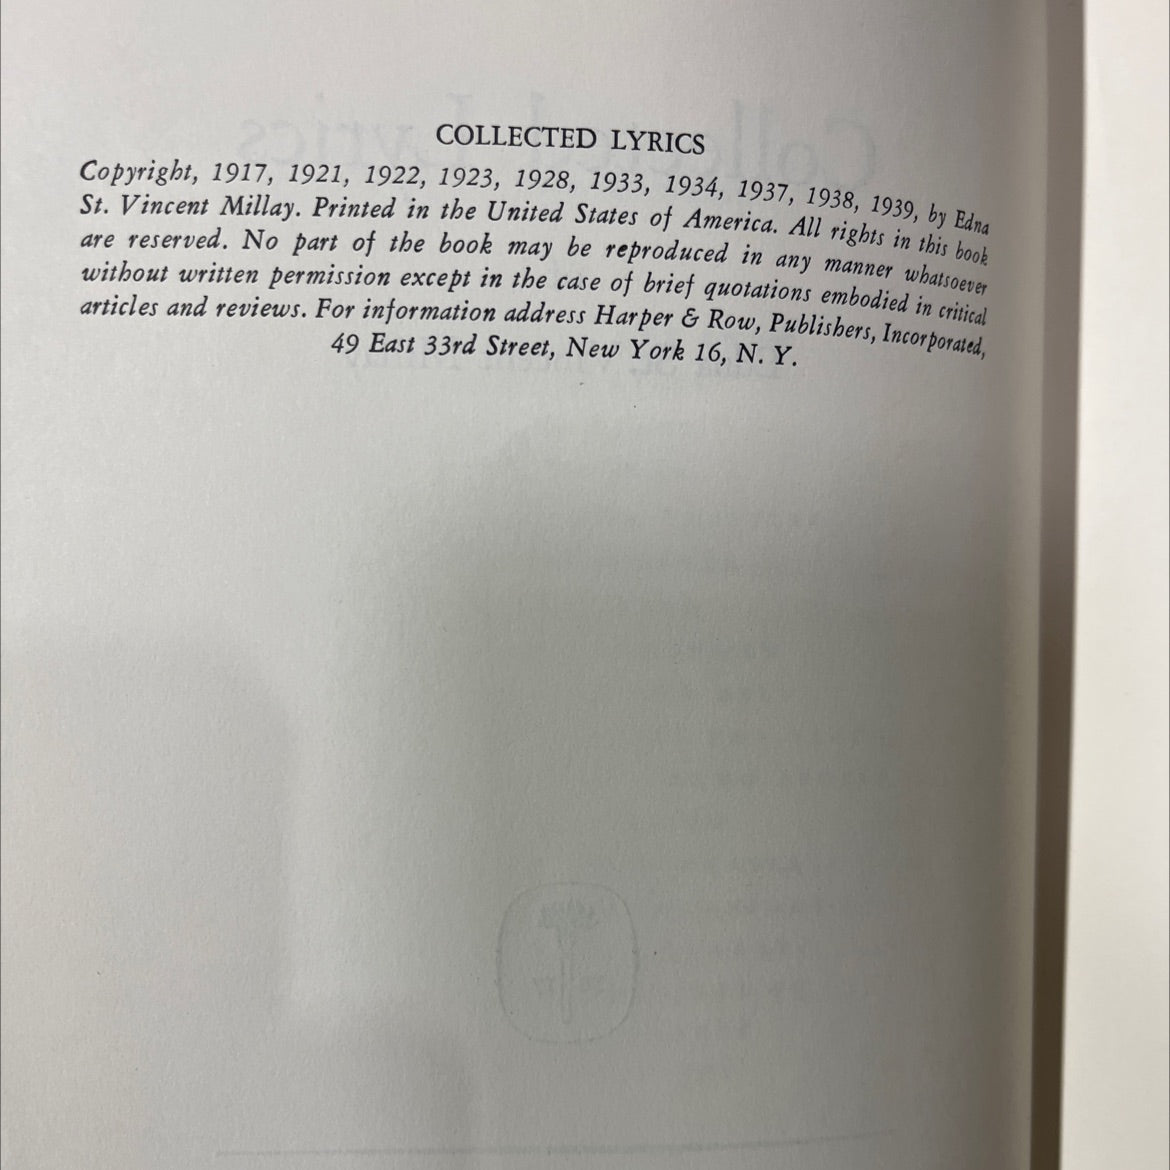 COLLECTED LYRICS
Copyright, 1917, 1921, 1922, 1923, 1928, 1933, 1934, 1937, 1938, 1939, by Edna
St. Vincent Millay. Printed in the United States of America. All rights in this book
are reserved. No part of the book may be reproduced in any manner whatsoever
without written permission except in the case of brief quotations embodied in critical
articles and reviews. For information address Harper & Row, Publishers, Incorporated,
49 East 33rd Street, New York 16, N. Y.